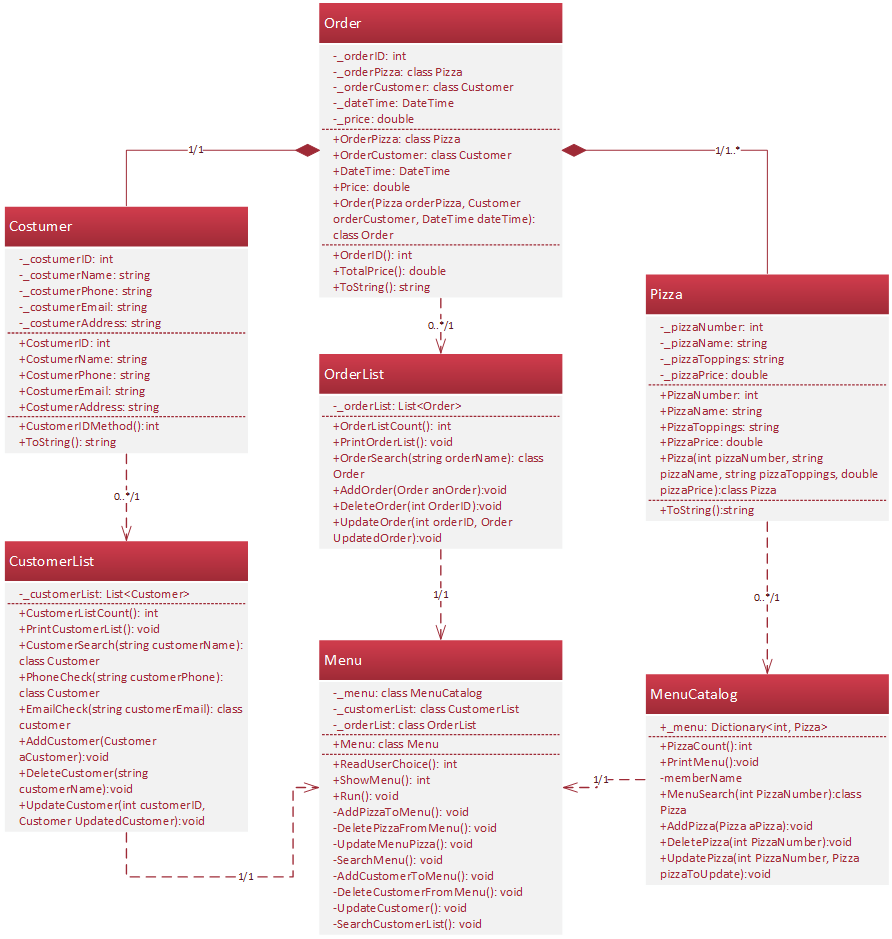 Order
-_orderID: int
-_orderPizza: class Pizza
-_orderCustomer: class Customer
-_dateTime: DateTime
-_price: double
+OrderPizza: class Pizza
+OrderCustomer: class Customer
+DateTime: DateTime
+Price: double
+Order(Pizza orderPizza, Customer
orderCustomer, DateTime dateTime):
class Order
+OrderID(): int
+TotalPrice(): double
+ToString(): string
1/1
1/1..*
Costumer
-_costumerID: int
-_costumerName: string
-_costumerPhone: string
-_costumerEmail: string
-_costumerAddress: string
+CostumerID: int
+CostumerName: string
+CostumerPhone: string
+CostumerEmail: string
+CostumerAddress: string
+CustomerIDMethod():int
+ToString(): string
0..*/1
OrderList
-_orderList: List<Order>
+OrderListCount(): int
+PrintOrderList(): void
+OrderSearch(string orderName): class
Order
+AddOrder(Order anOrder):void
+DeleteOrder(int OrderID):void
+UpdateOrder(int orderID, Order
UpdatedOrder):void
Pizza
-_pizzaNumber: int
-_pizzaName: string
-_pizzaToppings: string
-_pizzaPrice: double
+PizzaNumber: int
+PizzaName: string
+PizzaToppings: string
+PizzaPrice: double
+Pizza(int pizzaNumber, string
pizzaName, string pizzaToppings, double
pizzaPrice):class Pizza
+ToString():string
0..*/1
1/1
0..*/1
CustomerList
-_customerList: List<Customer>
+CustomerListCount(): int
+PrintCustomerList(): void
+CustomerSearch(string customerName):
class Customer
+PhoneCheck(string customerPhone):
class Customer
+EmailCheck(string customerEmail): class
customer
+AddCustomer(Customer
aCustomer):void
+DeleteCustomer(string
customerName):void
+UpdateCustomer(int customerID,
Customer UpdatedCustomer):void
1/1
Menu
-_menu: class MenuCatalog
-_customerList: class CustomerList
-_orderList: class OrderList
+Menu: class Menu
+ReadUserChoice(): int
+ShowMenu(): int
+Run(): void
-AddPizzaToMenu(): void
-DeletePizzaFromMenu(): void
-UpdateMenuPizza(): void
-SearchMenu(): void
-AddCustomerToMenu(): void
-DeleteCustomerFromMenu(): void
-UpdateCustomer(): void
-SearchCustomerList(): void
1/1
MenuCatalog
+_menu: Dictionary<int, Pizza>
+PizzaCount():int
+PrintMenu():void
-memberName
+MenuSearch(int PizzaNumber):class
Pizza
+AddPizza(Pizza aPizza):void
+DeletePizza(int PizzaNumber):void
+UpdatePizza(int PizzaNumber, Pizza
pizzaToUpdate):void